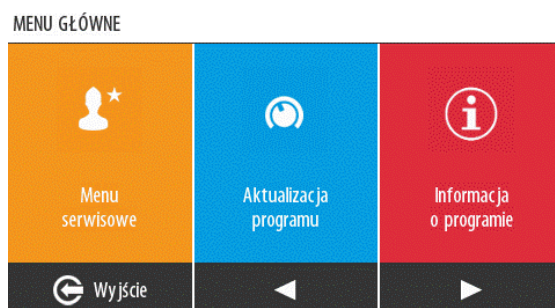 MENU GŁÓWNE
Menu
serwisowe
Aktualizacja
programu
Informacja
o programie
Wyjście